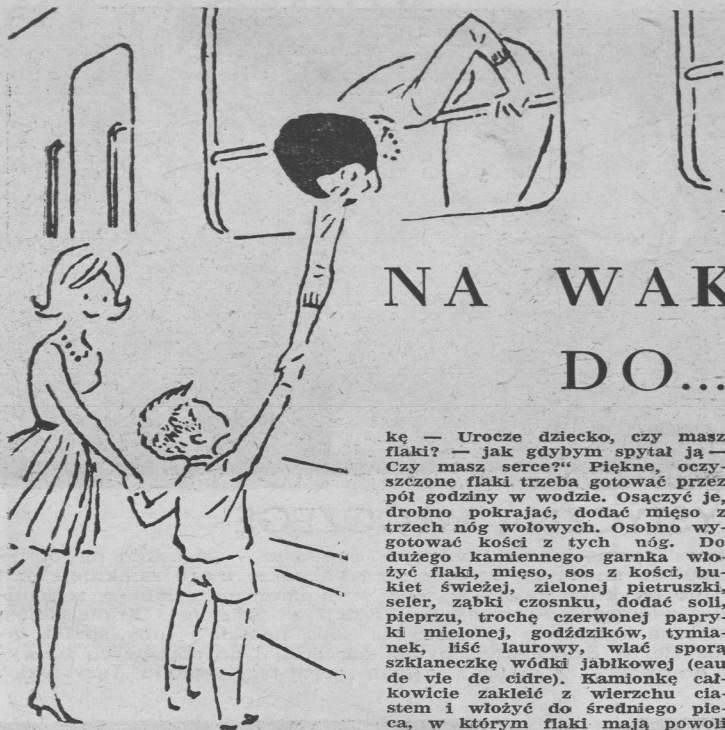 NA WAK
DO...
kę — Urocze dziecko, czy masz
flaki? — jak gdybym spytał ją —
Czy masz serce?“ Piękne, oczy-
szczone flaki trzeba gotować przez
pół godziny w wodzie. Osączyć je,
drobno pokrajać, dodać mięso z
trzech nóg wołowych. Osobno wy-
gotować kości z tych nóg. Do
dużego kamiennego garnka wło-
żyć flaki, mięso, sos z kości, bu-
kiet świeżej, zielonej pietruszki,
seler, ząbki czosnku, dodać soli,
pieprzu, trochę czerwonej papry-
ki mielonej, goździków, tymia-
nek, liść laurowy, wlać sporą
szklaneczkę wódki jabłkowej (eau
de vie de cidre). Kamionkę cał-
kowicie zakleić z wierzchu cia-
stem i włożyć do średniego pie-
ca, w którym flaki mają powoli